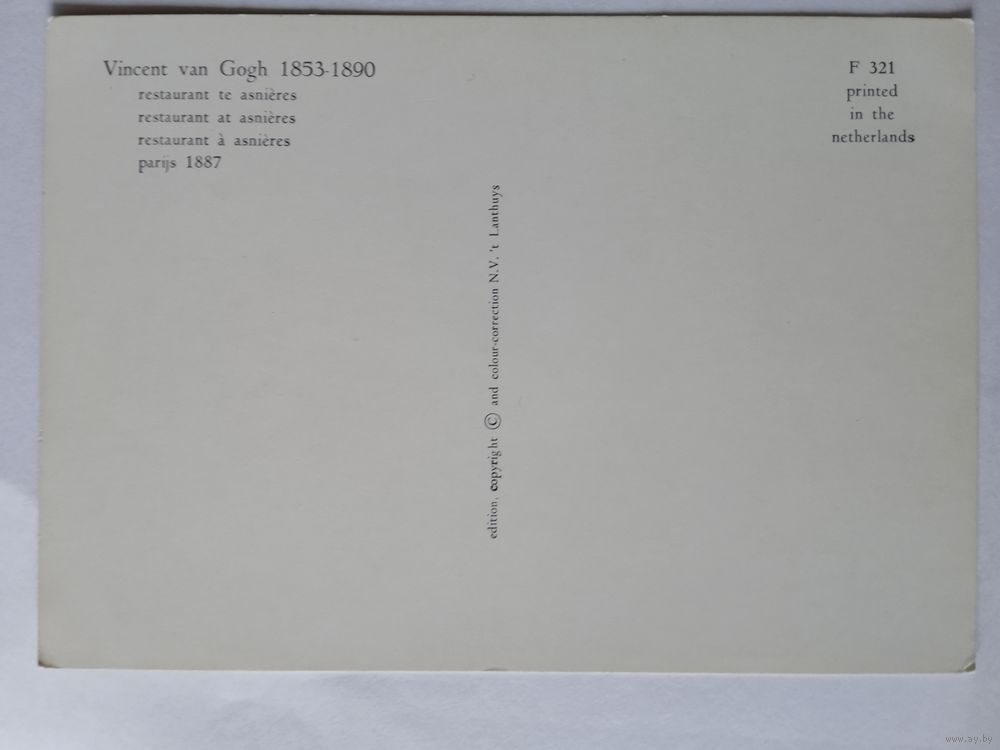 Vincent van Gogh 1853-1890
restaurant te asnières
restaurant at asnières
restaurant à asnières
parijs 1887
F 321
printed
in the
netherlands
edition, copyright © and colour-correction N.V. 't Lanthuys
www.ay.by